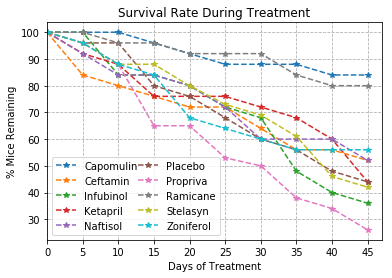 Survival Rate During Treatment
% Mice Remaining
100
90
80
70
60
50
40
30
Capomulin
Ceftamin
Infubinol
Ketapril
Naftisol
Placebo
Propriva
Ramicane
Stelasyn
Zoniferol
0 5 10 15 20 25 30 35 40 45
Days of Treatment